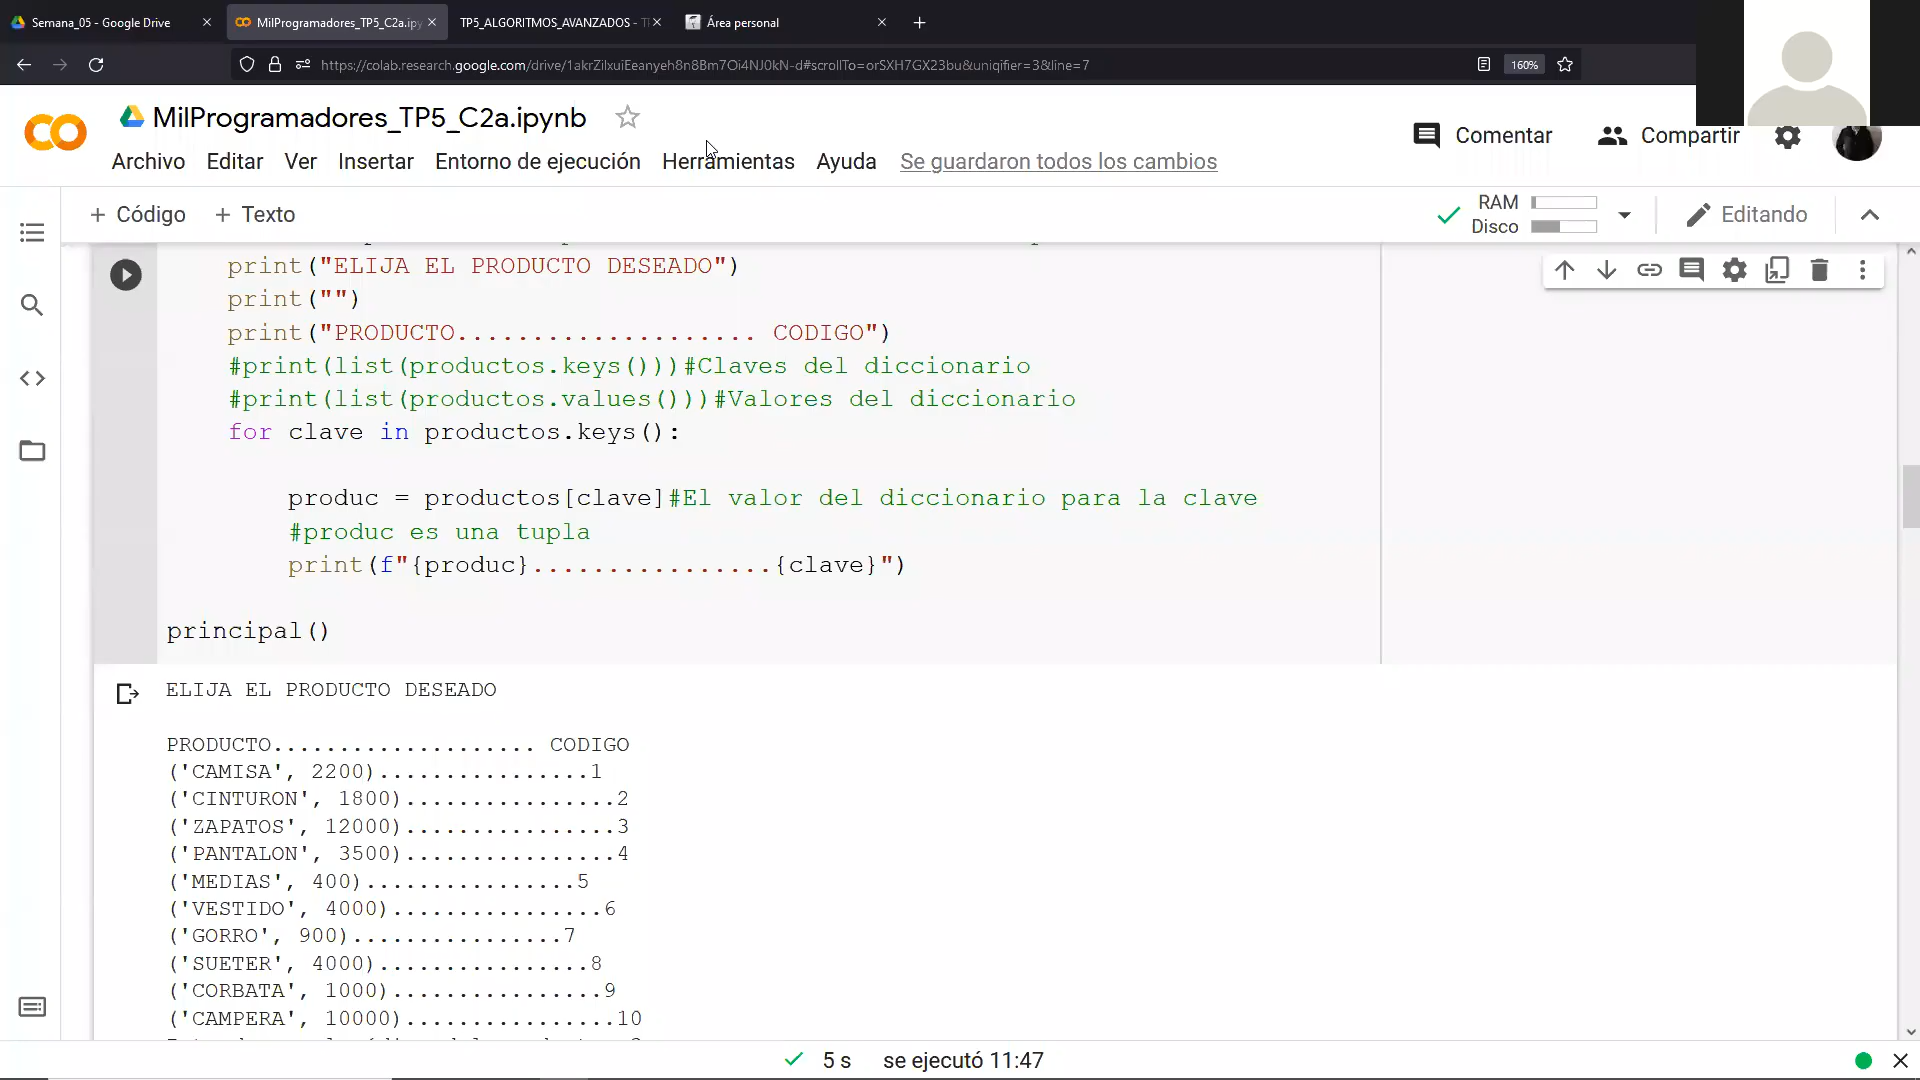 Semana_05 - Google Drive
MilProgramadores_TP5_C2a.ipy
TP5_ALGORITMOS_AVANZADOS -
Área personal
https://colab.research.google.com/drive/1akrZilxuiEeanyeh8n8Bm7Oi4NJ0kN-d#scrollTo=orSXH7GX23bu&uniqifier=3&line=7
160%
MilProgramadores_TP5_C2a.ipynb
Comentar
Compartir
Archivo Editar Ver Insertar Entorno de ejecución Herramientas Ayuda Se guardaron todos los cambios
+ Código + Texto
RAM
Disco
Editando
print("ELIJA EL PRODUCTO DESEADO")
print("")
print("PRODUCTO.................... CODIGO")
#print(list(productos.keys()))#Claves del diccionario
#print(list(productos.values()))#Valores del diccionario
for clave in productos.keys():
produc = productos[clave]#El valor del diccionario para la clave
#produc es una tupla
print(f"{produc}................{clave}")
principal()
ELIJA EL PRODUCTO DESEADO
PRODUCTO.................... CODIGO
('CAMISA', 2200)................1
('CINTURON', 1800)................2
('ZAPATOS', 12000)................3
('PANTALON', 3500)................4
('MEDIAS', 400)................5
('VESTIDO', 4000)................6
('GORRO', 900)................7
('SUETER', 4000)................8
('CORBATA', 1000)................9
('CAMPERA', 10000)................10
5 s se ejecutó 11:47